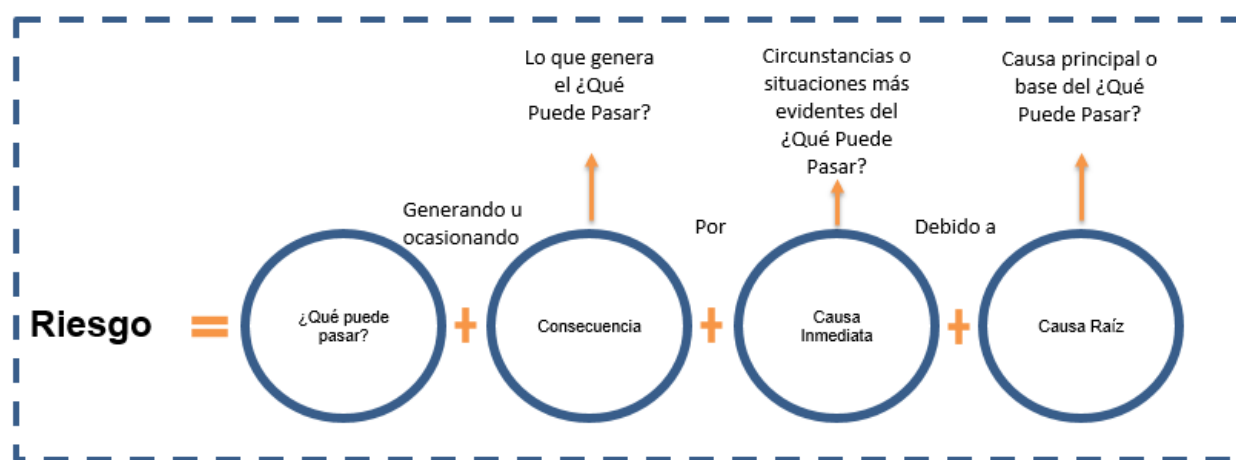 Lo que genera
el ¿Qué
Puede Pasar?
Circunstancias o
situaciones más
evidentes del
¿Qué Puede
Pasar?
Causa principal o
base del ¿Qué
Puede Pasar?
Generando u
ocasionando
Por
Debido a
Riesgo =
¿Qué puede
pasar?
+
Consecuencia
+
Causa
Inmediata
+
Causa Raíz